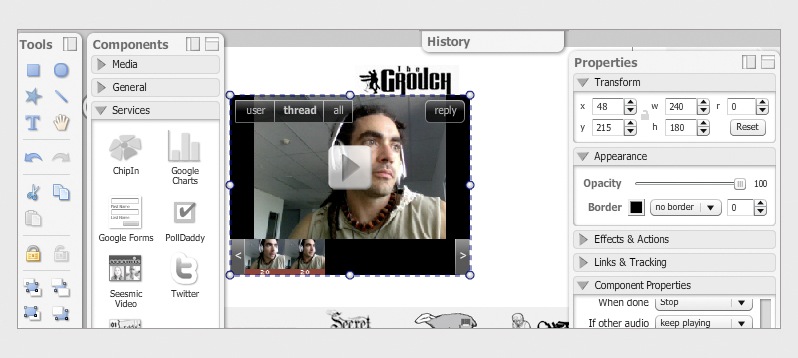 Tools
Components
Media
General
Services
ChipIn
Google Charts
Google Forms
PollDaddy
Seesmic Video
Twitter
History
The
GROUCH
user thread all reply
< >
Secret
Properties
Transform
x 48 w 240 r 0
y 215 h 180 Reset
Appearance
Opacity 100
Border no border 0
Effects & Actions
Links & Tracking
Component Properties
When done Stop
If other audio keep playing